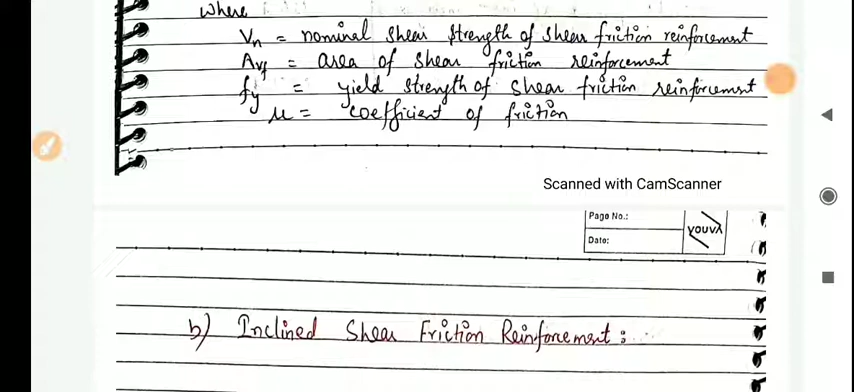 where
Vn = nominal shear strength of shear friction reinforcement
Avf = area of shear friction reinforcement
fy = yield strength of shear friction reinforcement
μ = coefficient of friction
Scanned with CamScanner
Page No.:
Date:
YOUVA
b) Inclined Shear Friction Reinforcement :